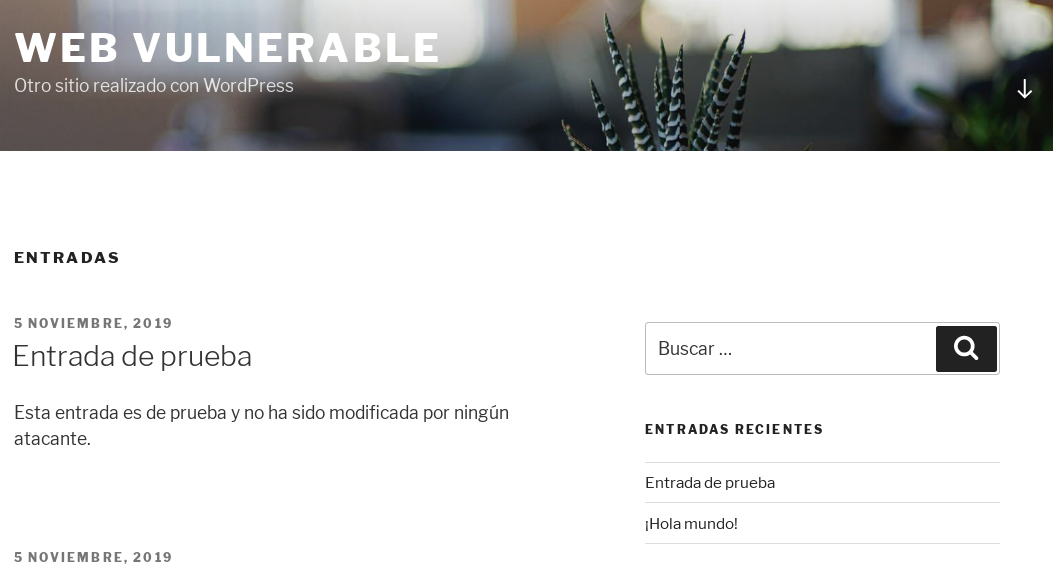 WEB VULNERABLE
Otro sitio realizado con WordPress
ENTRADAS
5 NOVIEMBRE, 2019
Entrada de prueba
Esta entrada es de prueba y no ha sido modificada por ningún
atacante.
5 NOVIEMBRE, 2019
Buscar …
ENTRADAS RECIENTES
Entrada de prueba
¡Hola mundo!